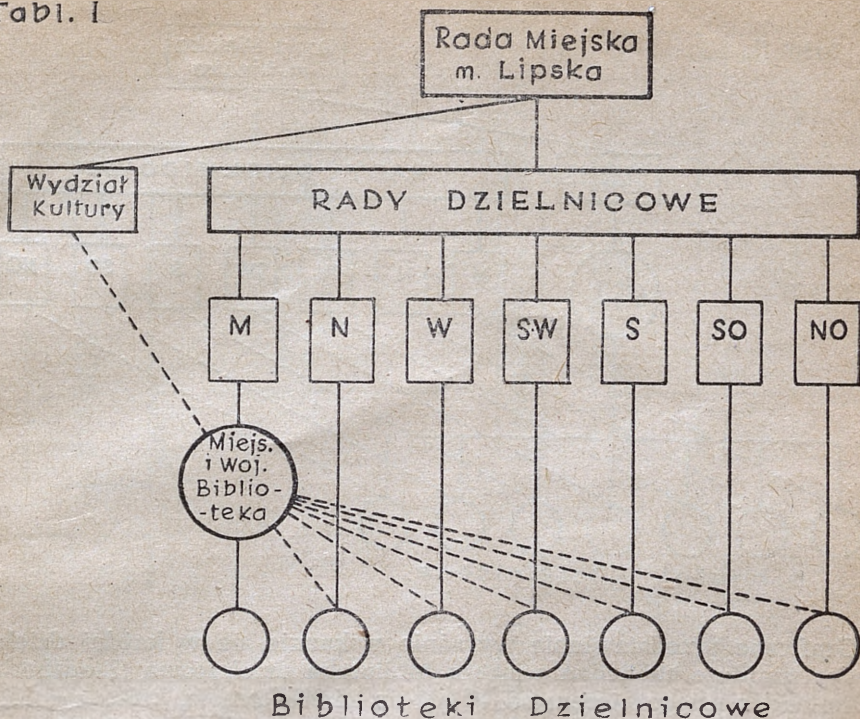 Tabl. I
Rada Miejska
m. Lipska
Wydział
Kultury
RADY DZIELNICOWE
M
N
W
SW
S
SO
NO
Miejs.
i Woj.
Biblio-
-teka
Biblioteki Dzielnicowe